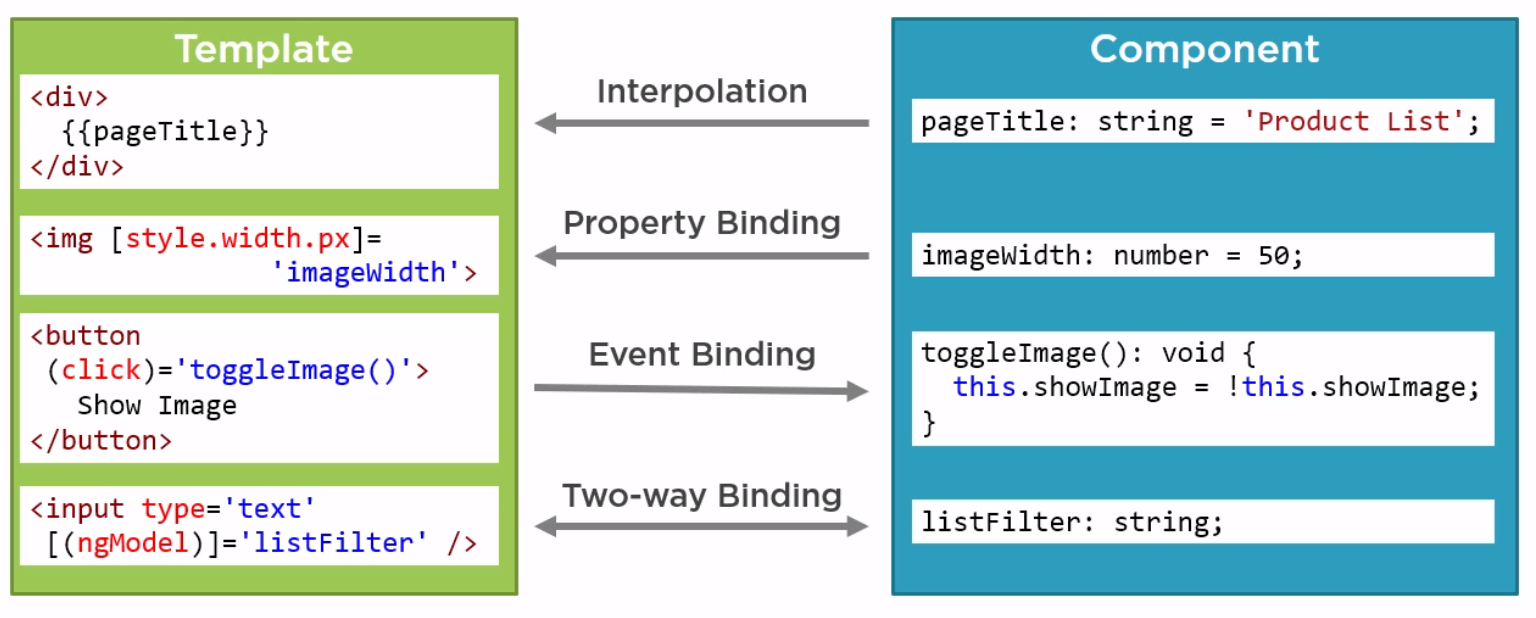 Template
<div>
{{pageTitle}}
</div>
<img [style.width.px]=
'imageWidth'>
<button
(click)='toggleImage()'>
Show Image
</button>
<input type='text'
[(ngModel)]='listFilter' />
Interpolation
Property Binding
Event Binding
Two-way Binding
Component
pageTitle: string = 'Product List';
imageWidth: number = 50;
toggleImage(): void {
this.showImage = !this.showImage;
}
listFilter: string;